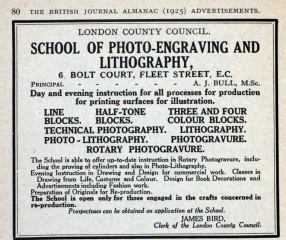 80 THE BRITISH JOURNAL ALMANAC (1925) ADVERTISEMENTS.
LONDON COUNTY COUNCIL.
SCHOOL OF PHOTO-ENGRAVING AND
LITHOGRAPHY,
6. BOLT COURT, FLEET STREET, E.C.
PRINCIPAL - - - - A. J. BULL, M.Sc.
Day and evening instruction for all processes for production
for printing surfaces for illustration.
LINE HALF-TONE THREE AND FOUR
BLOCKS. BLOCKS. COLOUR BLOCKS.
TECHNICAL PHOTOGRAPHY. LITHOGRAPHY.
PHOTO-LITHOGRAPHY. PHOTOGRAVURE.
ROTARY PHOTOGRAVURE.
The School is able to offer up-to-date instruction in Rotary Photogravure, inclu-
ding the proving of cylinders and also in Photo-Lithography.
Evening Instruction in Drawing and Design for commercial work. Classes in
Drawing from Life, Costume and Colour. Design for Book Decorations and
Advertisements including Fashion work.
Preparation of Originals for Re-production.
The School is open only for those engaged in the crafts concerned in
re-production.
Prospectuses can be obtained on application at the School.
JAMES BIRD,
Clerk of the London County Council.